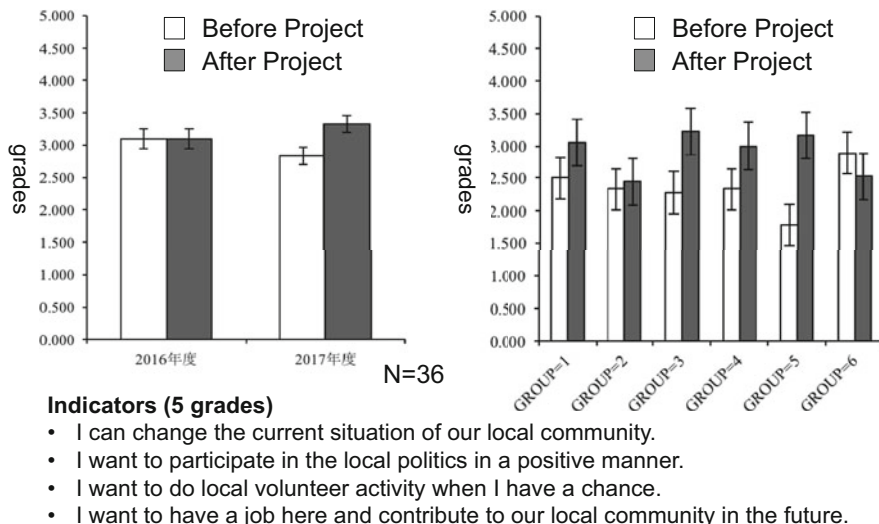 5.000
4.500
4.000
3.500
3.000
2.500
2.000
1.500
1.000
0.500
0.000
grades
Before Project
After Project
2016年度
2017年度
N=36
5.000
4.500
4.000
3.500
3.000
2.500
2.000
1.500
1.000
0.500
0.000
grades
Before Project
After Project
GROUP=1
GROUP=2
GROUP=3
GROUP=4
GROUP=5
GROUP=6
Indicators (5 grades)
• I can change the current situation of our local community.
• I want to participate in the local politics in a positive manner.
• I want to do local volunteer activity when I have a chance.
• I want to have a job here and contribute to our local community in the future.